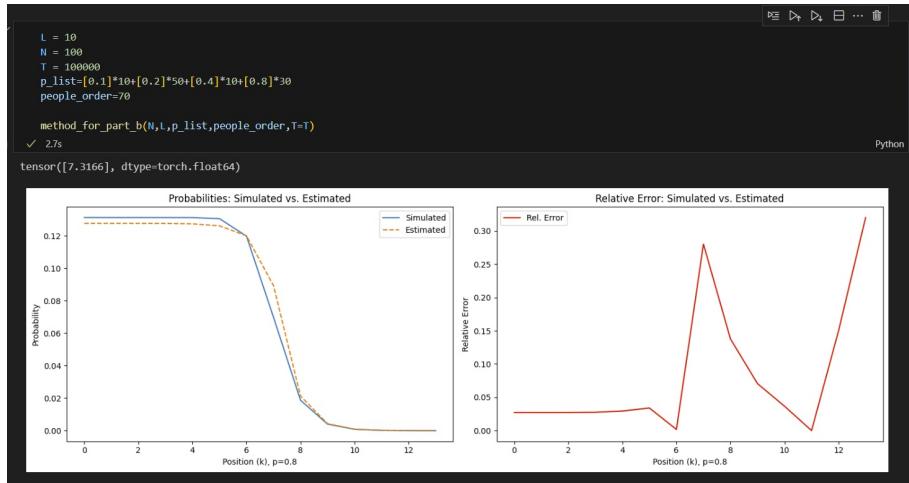 L = 10
N = 100
T = 100000
p_list=[0.1]*10+[0.2]*50+[0.4]*10+[0.8]*30
people_order=70
method_for_part_b(N,L,p_list,people_order,T=T)
✓ 2.7s
Python
tensor([7.3166], dtype=torch.float64)
Probabilities: Simulated vs. Estimated
Simulated
Estimated
0.12
0.10
0.08
0.06
0.04
0.02
0.00
Probability
0 2 4 6 8 10 12
Position (k), p=0.8
Relative Error: Simulated vs. Estimated
Rel. Error
0.30
0.25
0.20
0.15
0.10
0.05
0.00
Relative Error
0 2 4 6 8 10 12
Position (k), p=0.8